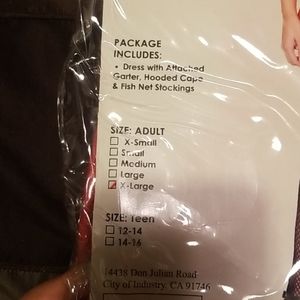 PACKAGE
INCLUDES:
• Dress with Attached
Garter, Hooded Cape
& Fish Net Stockings
SIZE: ADULT
X-Small
Small
Medium
Large
X-Large
SIZE: Teen
12-14
14-16
14438 Don Julian Road
City of Industry, CA 91746